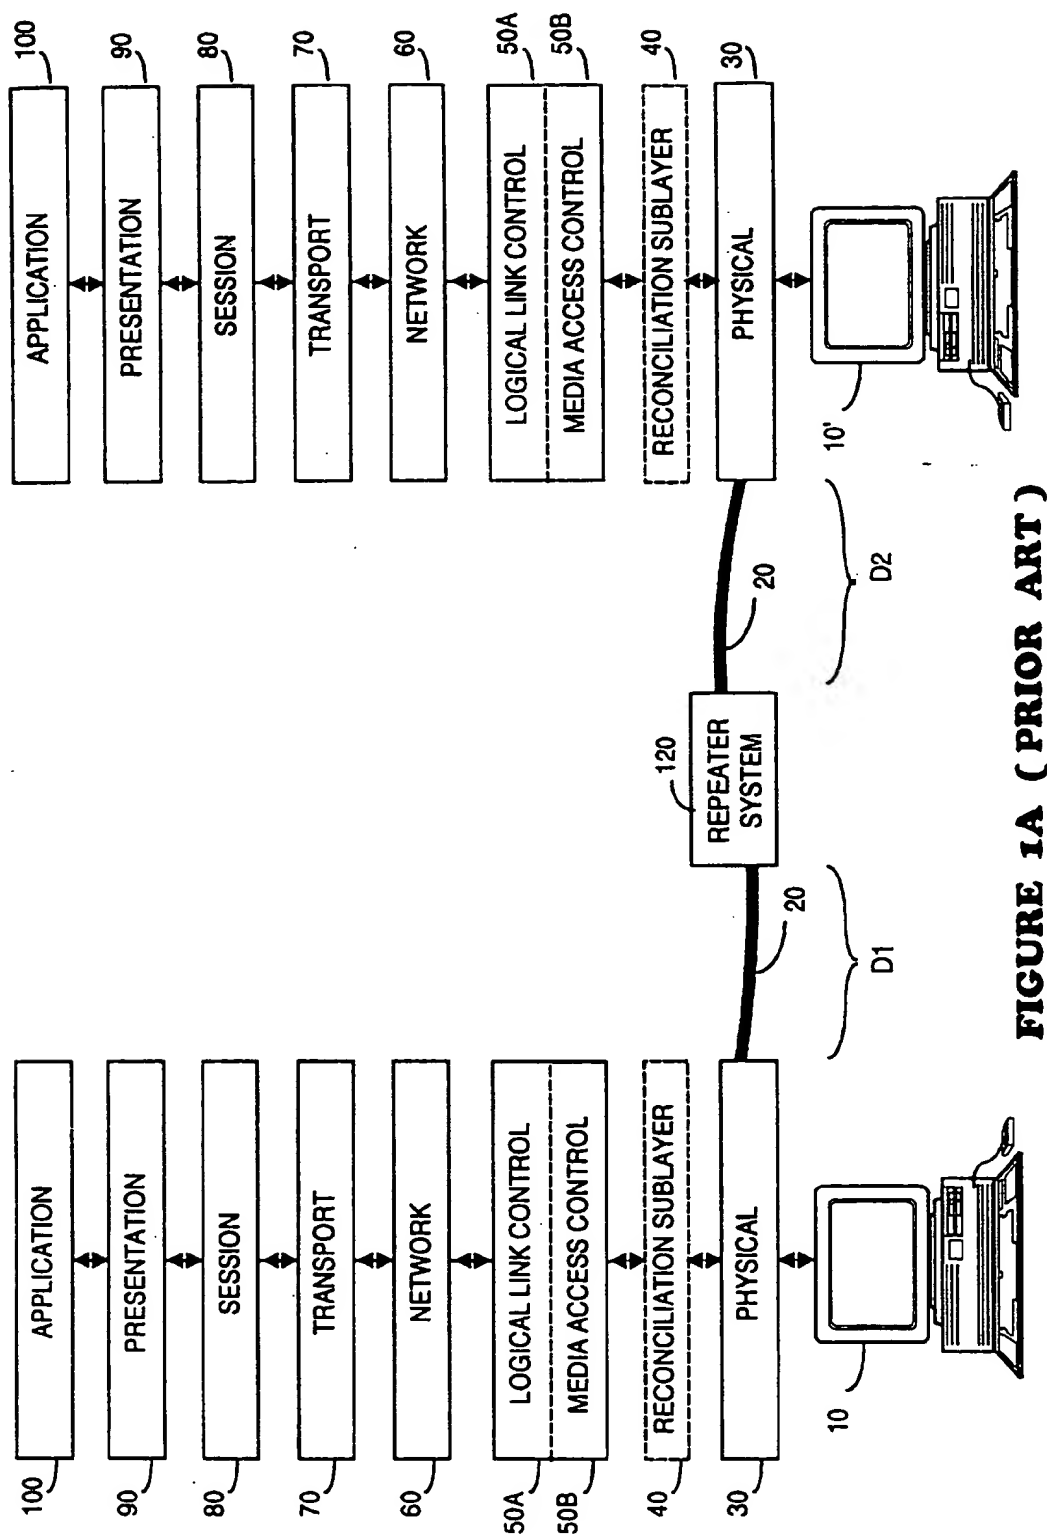 100
APPLICATION
90
PRESENTATION
80
SESSION
70
TRANSPORT
60
NETWORK
50A
LOGICAL LINK CONTROL
50B
MEDIA ACCESS CONTROL
40
RECONCILIATION SUBLAYER
30
PHYSICAL
10
20
D1
120
REPEATER
SYSTEM
20
D2
100
APPLICATION
90
PRESENTATION
80
SESSION
70
TRANSPORT
60
NETWORK
50A
LOGICAL LINK CONTROL
50B
MEDIA ACCESS CONTROL
40
RECONCILIATION SUBLAYER
30
PHYSICAL
10'
FIGURE 1A (PRIOR ART)